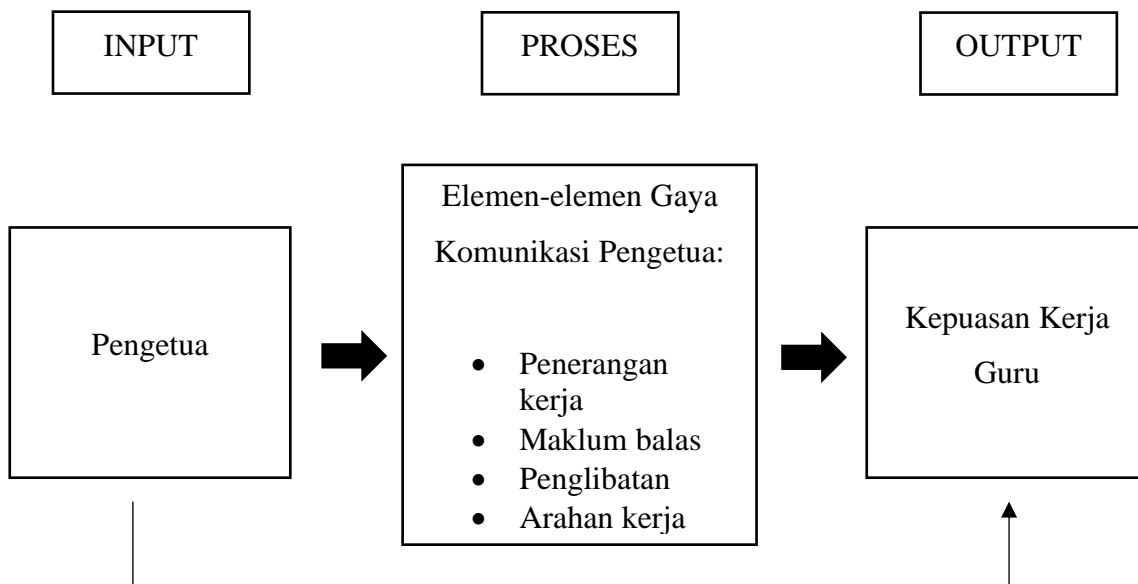 INPUT
PROSES
OUTPUT
Pengetua
Elemen-elemen Gaya
Komunikasi Pengetua:
• Penerangan
kerja
• Maklum balas
• Penglibatan
• Arahan kerja
Kepuasan Kerja
Guru